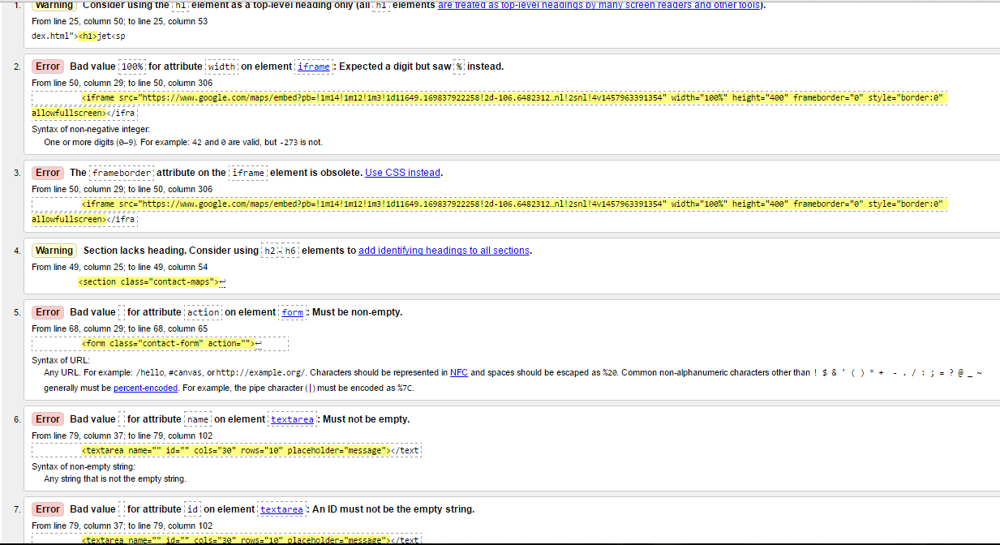 1. Warning Consider using the h1 element as a top-level heading only (all h1 elements are treated as top-level headings by many screen readers and other tools).
From line 25, column 50; to line 25, column 53
dex.html"><h1>jet<sp
2. Error Bad value 100% for attribute width on element iframe: Expected a digit but saw % instead.
From line 50, column 29; to line 50, column 306
<iframe src="https://www.google.com/maps/embed?pb=!1m14!1m12!1m3!1d11649.169837922258!2d-106.6482312…nl!2snl!4v1457963391354" width="100%" height="400" frameborder="0" style="border:0"
allowfullscreen></ifra
Syntax of non-negative integer:
One or more digits (0–9). For example: 42 and 0 are valid, but -273 is not.
3. Error The frameborder attribute on the iframe element is obsolete. Use CSS instead.
From line 50, column 29; to line 50, column 306
<iframe src="https://www.google.com/maps/embed?pb=!1m14!1m12!1m3!1d11649.169837922258!2d-106.6482312…nl!2snl!4v1457963391354" width="100%" height="400" frameborder="0" style="border:0"
allowfullscreen></ifra
4. Warning Section lacks heading. Consider using h2-h6 elements to add identifying headings to all sections.
From line 49, column 25; to line 49, column 54
<section class="contact-maps">↩
5. Error Bad value for attribute action on element form: Must be non-empty.
From line 68, column 29; to line 68, column 65
<form class="contact-form" action="">↩
Syntax of URL:
Any URL. For example: /hello, #canvas, or http://example.org/. Characters should be represented in NFC and spaces should be escaped as %20. Common non-alphanumeric characters other than ! $ & ' ( ) * + - . / : ; = ? @ _ ~
generally must be percent-encoded. For example, the pipe character (|) must be encoded as %7C.
6. Error Bad value for attribute name on element textarea: Must not be empty.
From line 79, column 37; to line 79, column 102
<textarea name="" id="" cols="30" rows="10" placeholder="message"></text
Syntax of non-empty string:
Any string that is not the empty string.
7. Error Bad value for attribute id on element textarea: An ID must not be the empty string.
From line 79, column 37; to line 79, column 102
<textarea name="" id="" cols="30" rows="10" placeholder="message"></text